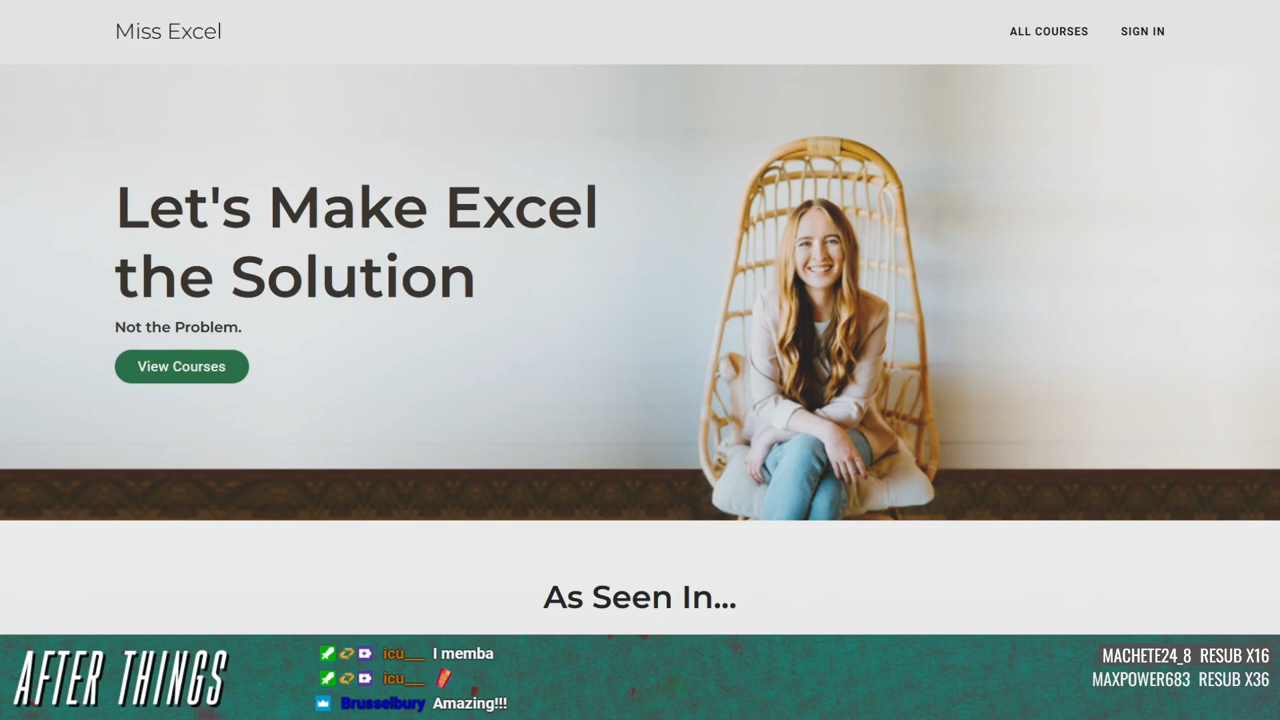 Miss Excel
ALL COURSES
SIGN IN
Let's Make Excel
the Solution
Not the Problem.
View Courses
As Seen In...
AFTER THINGS
icu__ I memba
icu__
Brusselbury Amazing!!!
MACHETE24_8 RESUB X16
MAXPOWER683 RESUB X36